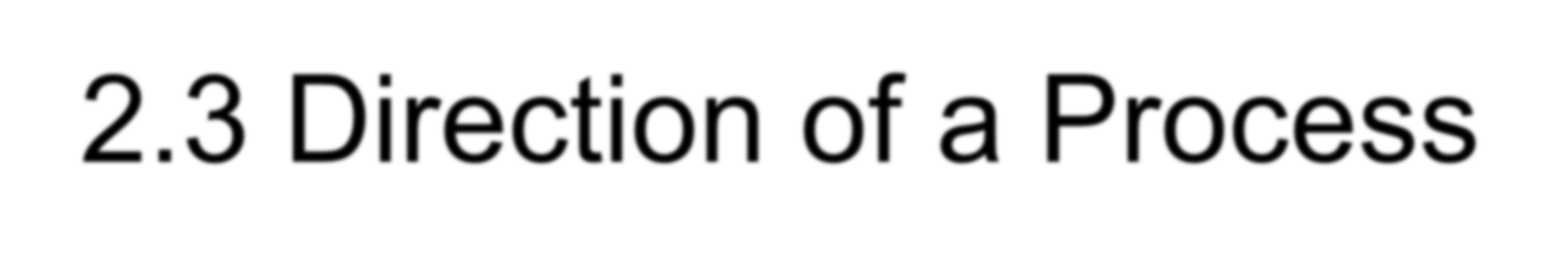 2.3 Direction of a Process